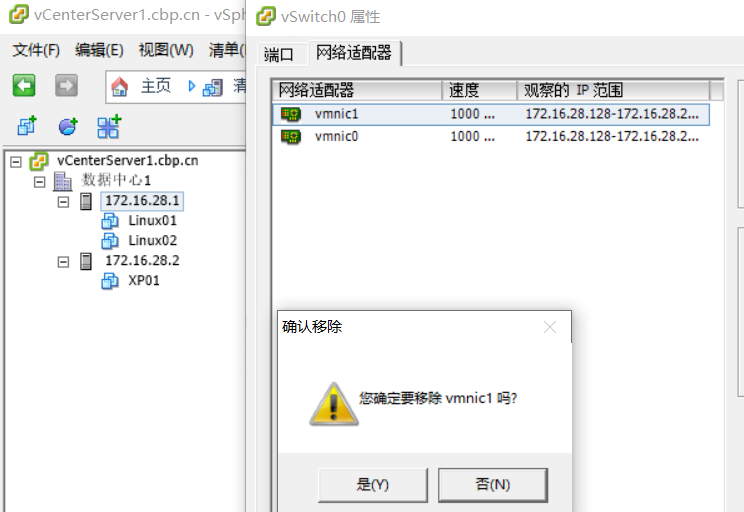 vCenterServer1.cbp.cn - vSph
文件(F) 编辑(E) 视图(W) 清单(
主页 清
vCenterServer1.cbp.cn
数据中心1
172.16.28.1
Linux01
Linux02
172.16.28.2
XP01
vSwitch0 属性
端口 网络适配器
网络适配器 速度 观察的 IP 范围
vmnic1 1000 ... 172.16.28.128-172.16.28.2...
vmnic0 1000 ... 172.16.28.128-172.16.28.2...
确认移除
您确定要移除 vmnic1 吗?
是(Y) 否(N)